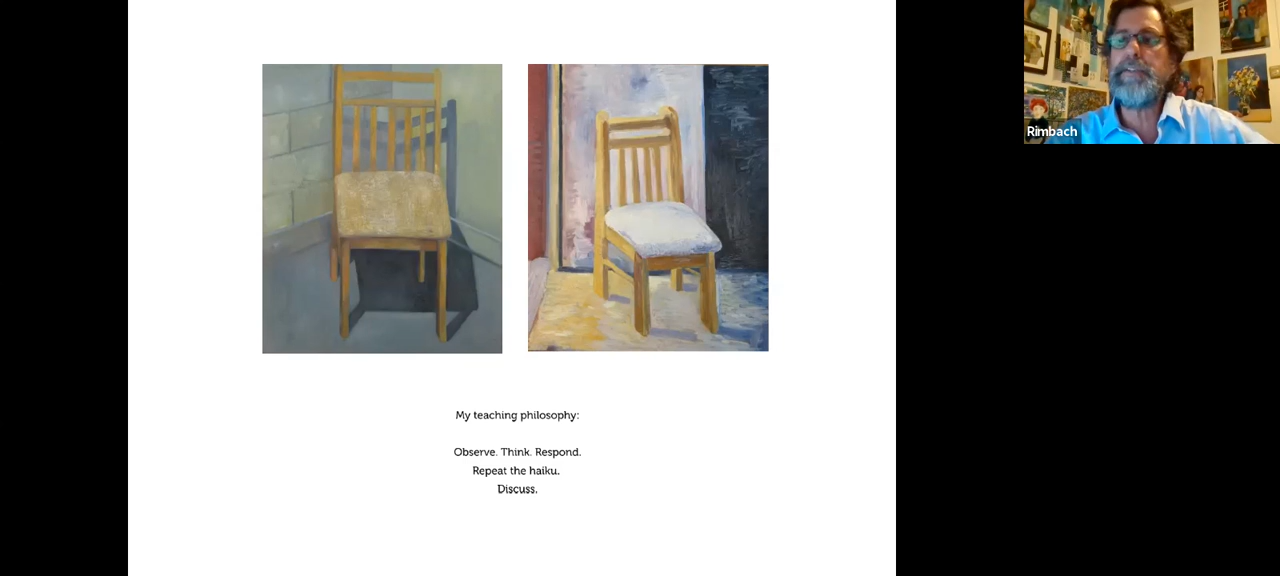 Rimbach
My teaching philosophy:
Observe. Think. Respond.
Repeat the haiku.
Discuss.